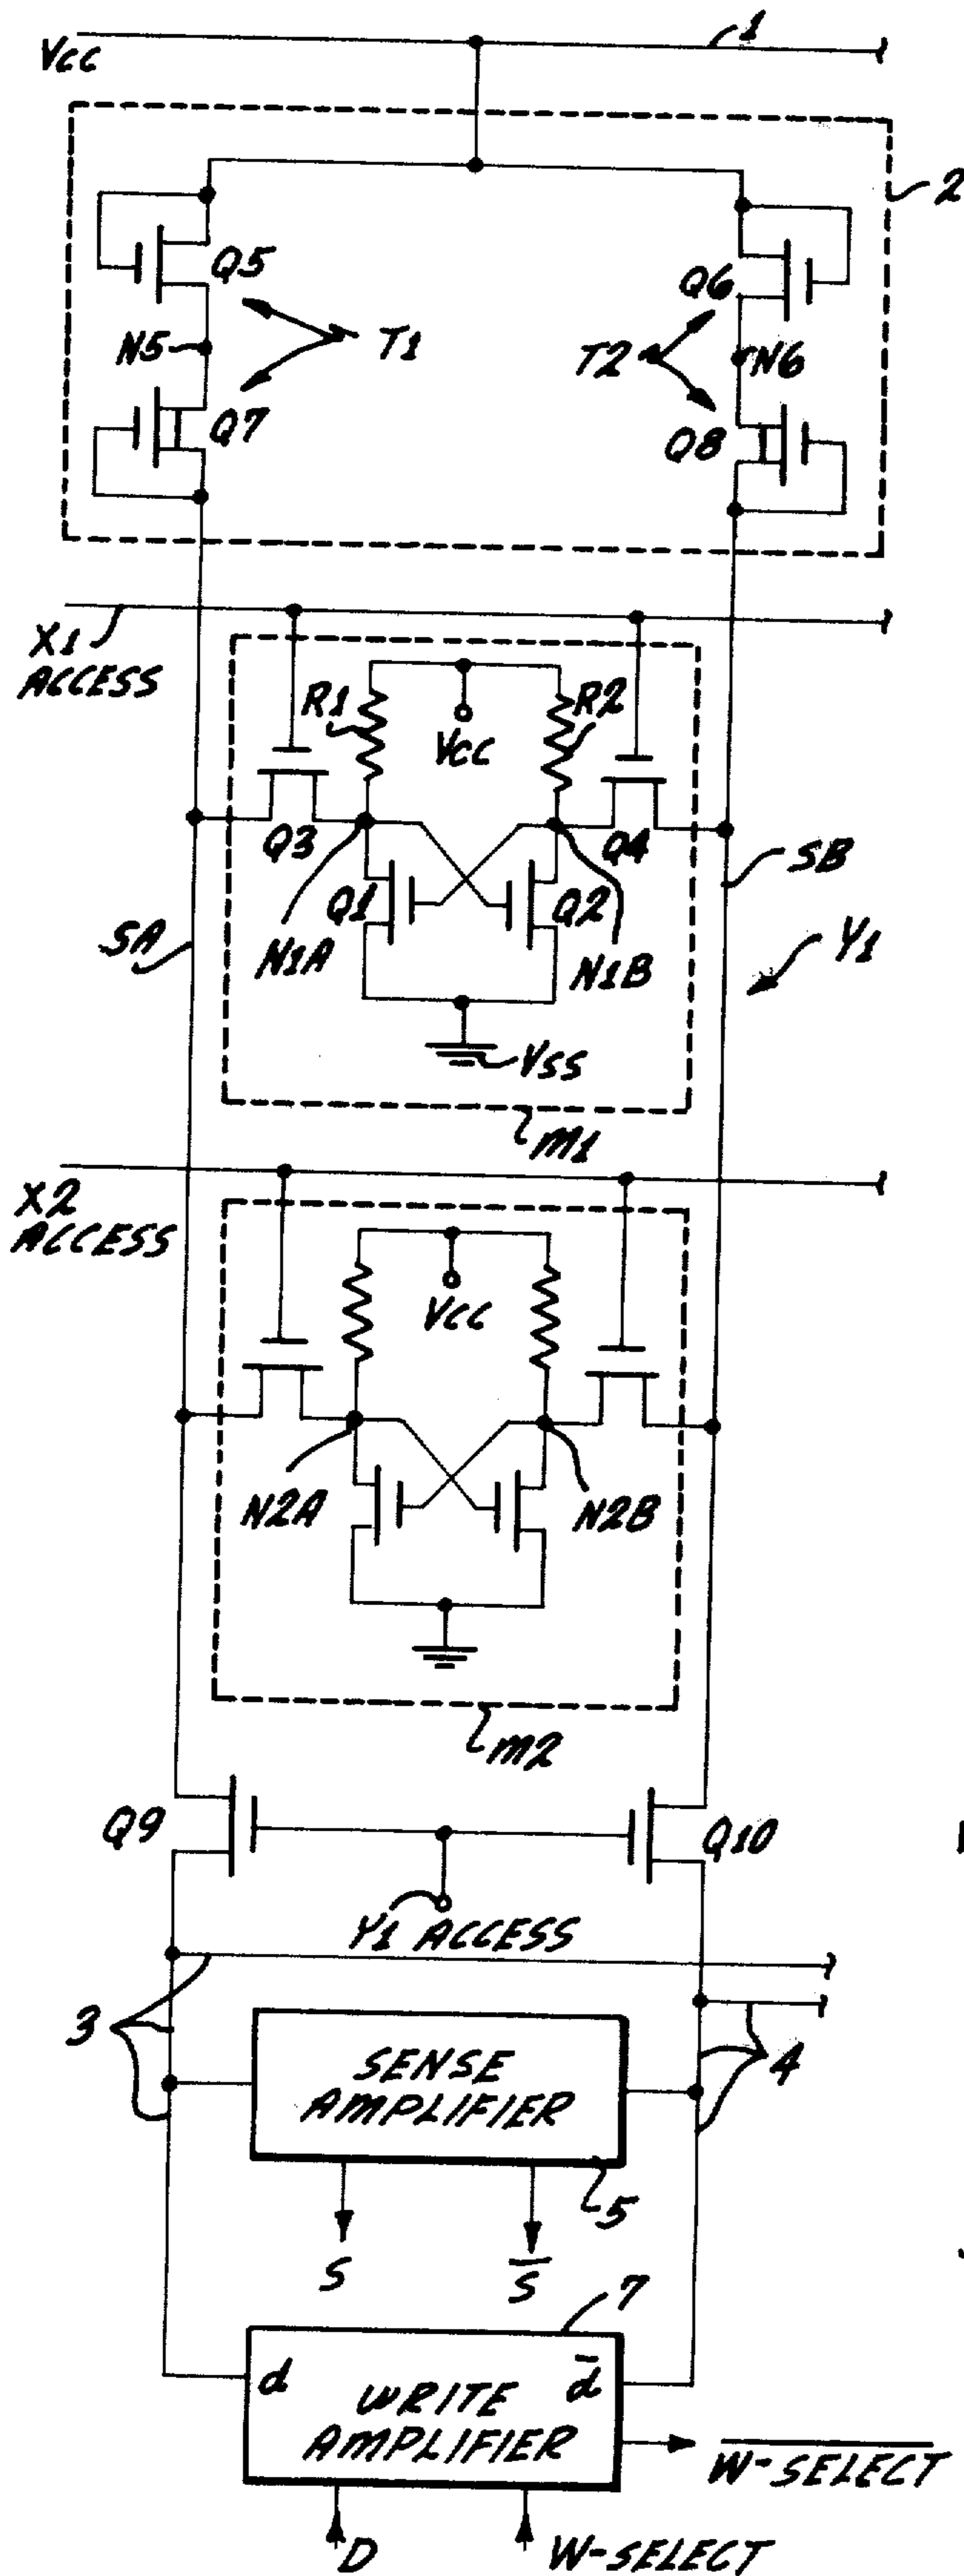 1
Vcc
2
Q5
Q6
N5
T1
T2
N6
Q7
Q8
X1
ACCESS
R1
R2
Vcc
Q3
Q4
SB
Q1
Q2
SA
N1A
N1B
Y1
Vss
m1
X2
ACCESS
Vcc
N2A
N2B
m2
Q9
Q10
Y1 ACCESS
3
4
SENSE
AMPLIFIER
5
S
S̅
7
d
d̅
WRITE
AMPLIFIER
W̅-̅S̅E̅L̅E̅C̅T̅
D
W-SELECT